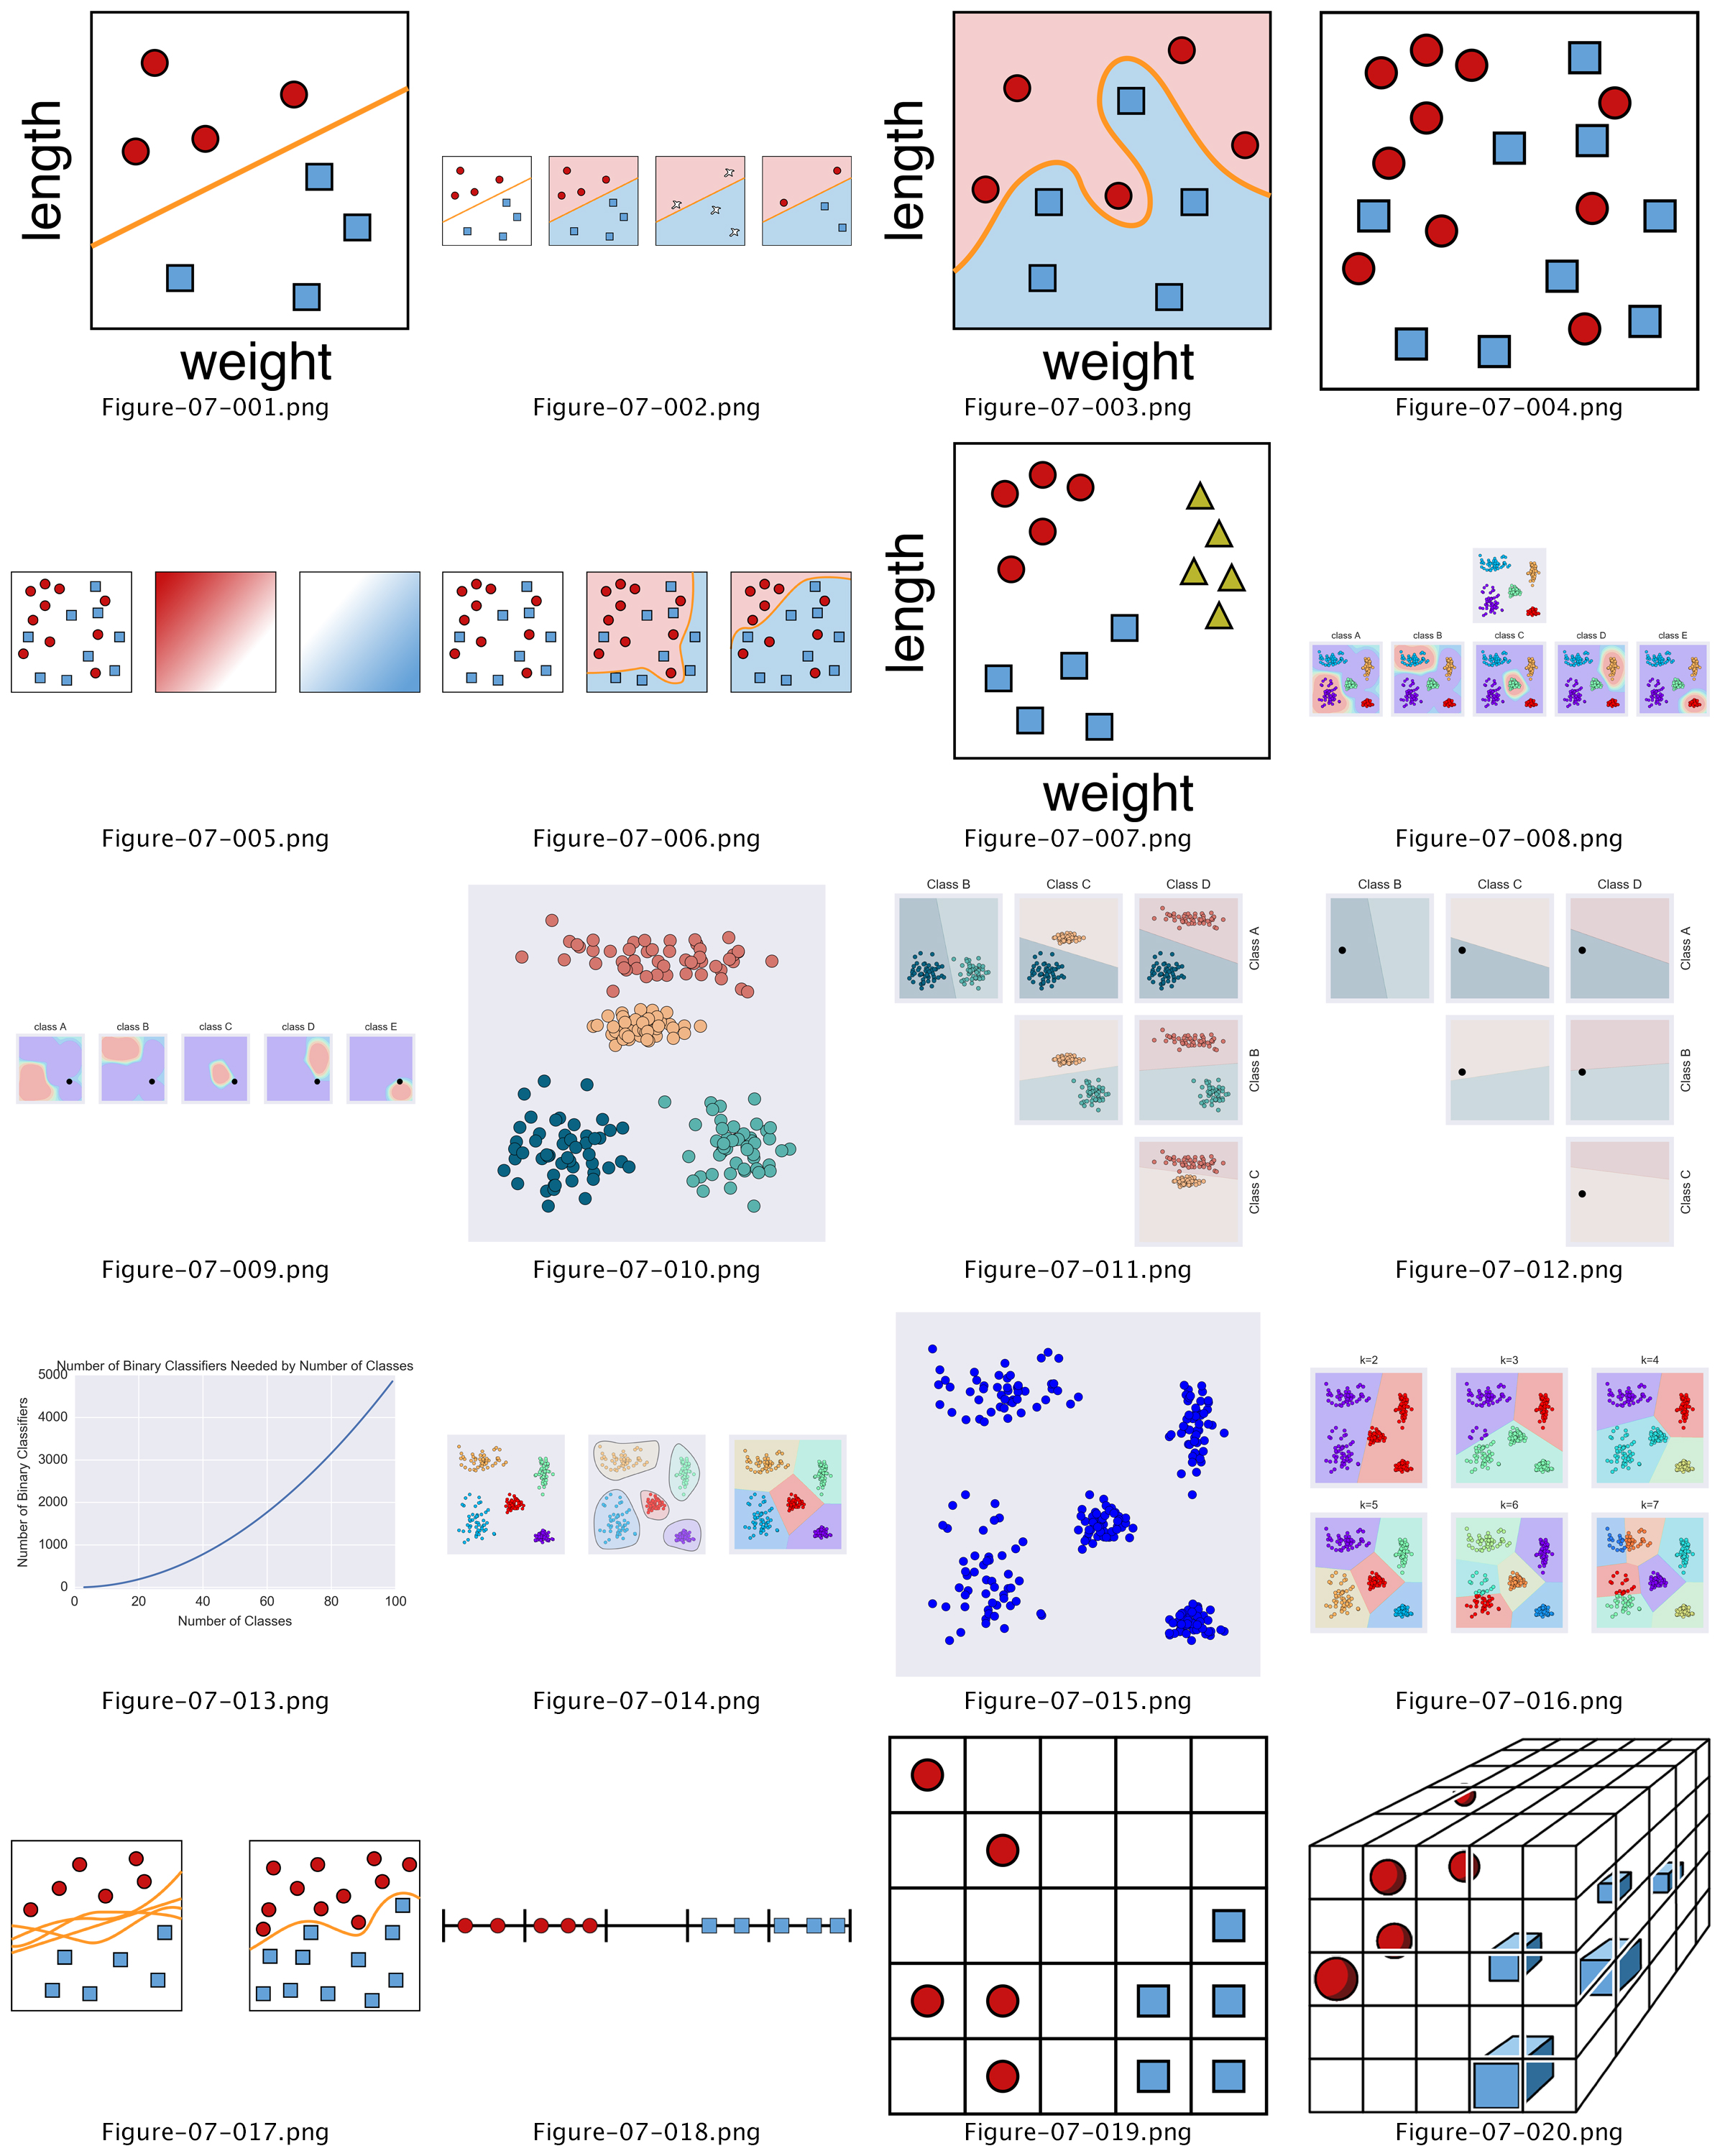 length
weight
Figure-07-001.png
Figure-07-002.png
length
weight
Figure-07-003.png
Figure-07-004.png
Figure-07-005.png
Figure-07-006.png
length
weight
Figure-07-007.png
class A class B class C class D class E
Figure-07-008.png
class A class B class C class D class E
Figure-07-009.png
Figure-07-010.png
Class B Class C Class D
Class A
Class B
Class C
Figure-07-011.png
Class B Class C Class D
Class A
Class B
Class C
Figure-07-012.png
Number of Binary Classifiers Needed by Number of Classes
Number of Binary Classifiers
5000
4000
3000
2000
1000
0
0 20 40 60 80 100
Number of Classes
Figure-07-013.png
Figure-07-014.png
Figure-07-015.png
k=2 k=3 k=4
k=5 k=6 k=7
Figure-07-016.png
Figure-07-017.png
Figure-07-018.png
Figure-07-019.png
Figure-07-020.png